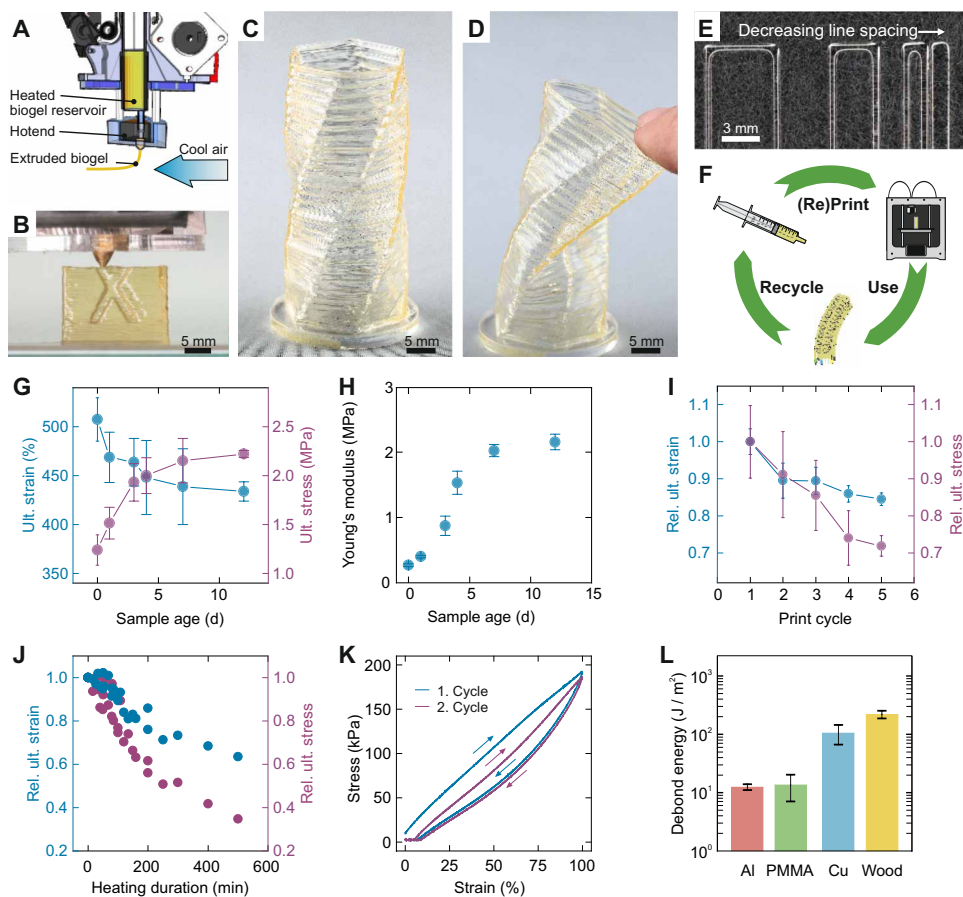 A
Heated
biogel reservoir
Hotend
Extruded biogel
Cool air
B
5 mm
C
5 mm
D
5 mm
E
Decreasing line spacing
3 mm
F
(Re)Print
Recycle
Use
G
Ult. strain (%)
500
450
400
350
2.5
2.0
1.5
1.0
Ult. stress (MPa)
0
5
10
Sample age (d)
H
Young's modulus (MPa)
3
2
1
0
0
5
10
15
Sample age (d)
I
Rel. ult. strain
1.1
1.0
0.9
0.8
0.7
1.1
1.0
0.9
0.8
0.7
Rel. ult. stress
0
1
2
3
4
5
6
Print cycle
J
Rel. ult. strain
1.0
0.8
0.6
0.4
0.2
1.0
0.8
0.6
0.4
0.2
Rel. ult. stress
0
200
400
600
Heating duration (min)
K
Stress (kPa)
200
150
100
50
0
1. Cycle
2. Cycle
0
25
50
75
100
Strain (%)
L
Debond energy (J / m²)
10³
10²
10¹
10⁰
Al
PMMA
Cu
Wood